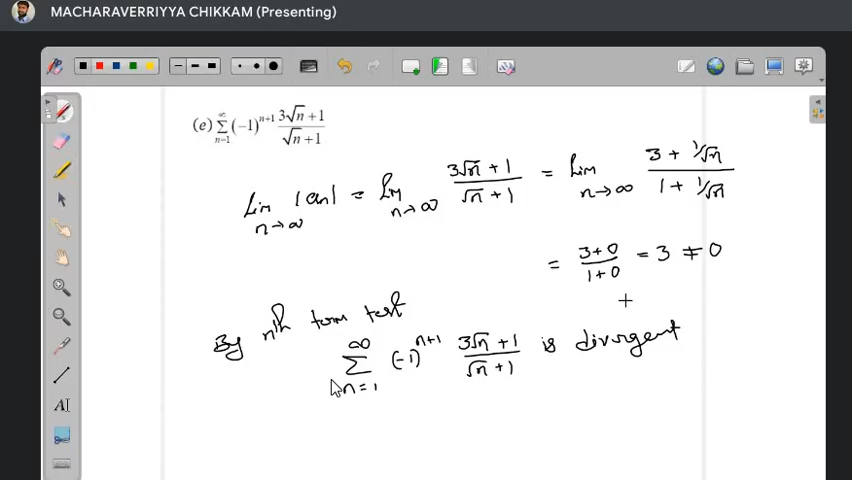 MACHARAVERRIYYA CHIKKAM (Presenting)
(e) ∑_{n=1}^{∞} (-1)^{n+1} (3√n+1)/(√n+1)
Lim_{n→∞} |an| = Lim_{n→∞} (3√n + 1)/(√n + 1) = Lim_{n→∞} (3 + 1/√n)/(1 + 1/√n)
= (3+0)/(1+0) = 3 ≠ 0
By nth term test
∑_{n=1}^{∞} (-1)^{n+1} (3√n + 1)/(√n + 1) is divergent